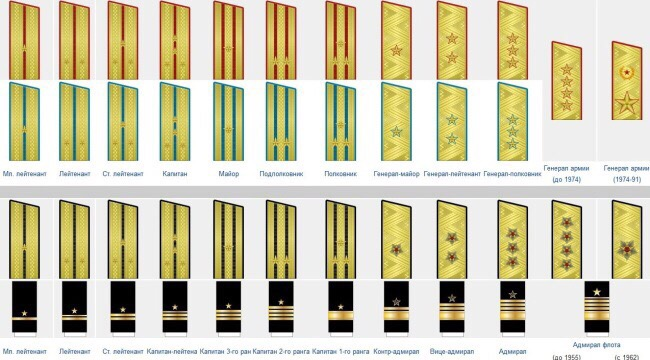 Мл. лейтенант Лейтенант Ст. лейтенант Капитан Майор Подполковник Полковник Генерал-майор Генерал-лейтенант Генерал-полковник Генерал армии Генерал армии
(до 1974) (1974-91)
Мл. лейтенант Лейтенант Ст. лейтенант Капитан-лейтена Капитан 3-го ран Капитан 2-го ранга Капитан 1-го ранга Контр-адмирал Вице-адмирал Адмирал Адмирал флота
(до 1955) (с 1962)